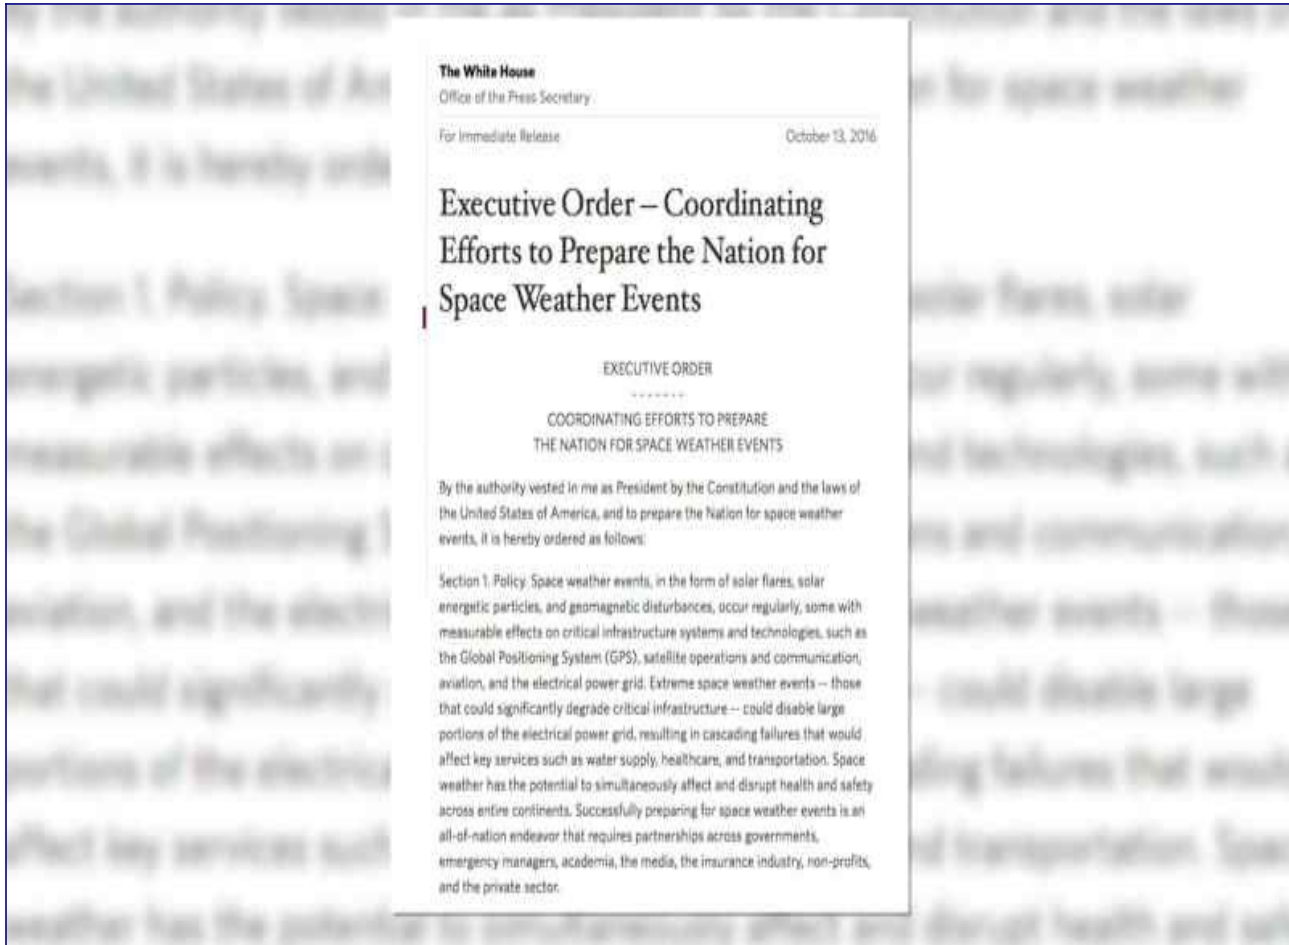 The White House
Office of the Press Secretary
For Immediate Release October 13, 2016
Executive Order – Coordinating
Efforts to Prepare the Nation for
Space Weather Events
EXECUTIVE ORDER
- - - - - - -
COORDINATING EFFORTS TO PREPARE
THE NATION FOR SPACE WEATHER EVENTS
By the authority vested in me as President by the Constitution and the laws of
the United States of America, and to prepare the Nation for space weather
events, it is hereby ordered as follows:
Section 1. Policy. Space weather events, in the form of solar flares, solar
energetic particles, and geomagnetic disturbances, occur regularly, some with
measurable effects on critical infrastructure systems and technologies, such as
the Global Positioning System (GPS), satellite operations and communication,
aviation, and the electrical power grid. Extreme space weather events -- those
that could significantly degrade critical infrastructure -- could disable large
portions of the electrical power grid, resulting in cascading failures that would
affect key services such as water supply, healthcare, and transportation. Space
weather has the potential to simultaneously affect and disrupt health and safety
across entire continents. Successfully preparing for space weather events is an
all-of-nation endeavor that requires partnerships across governments,
emergency managers, academia, the media, the insurance industry, non-profits,
and the private sector.